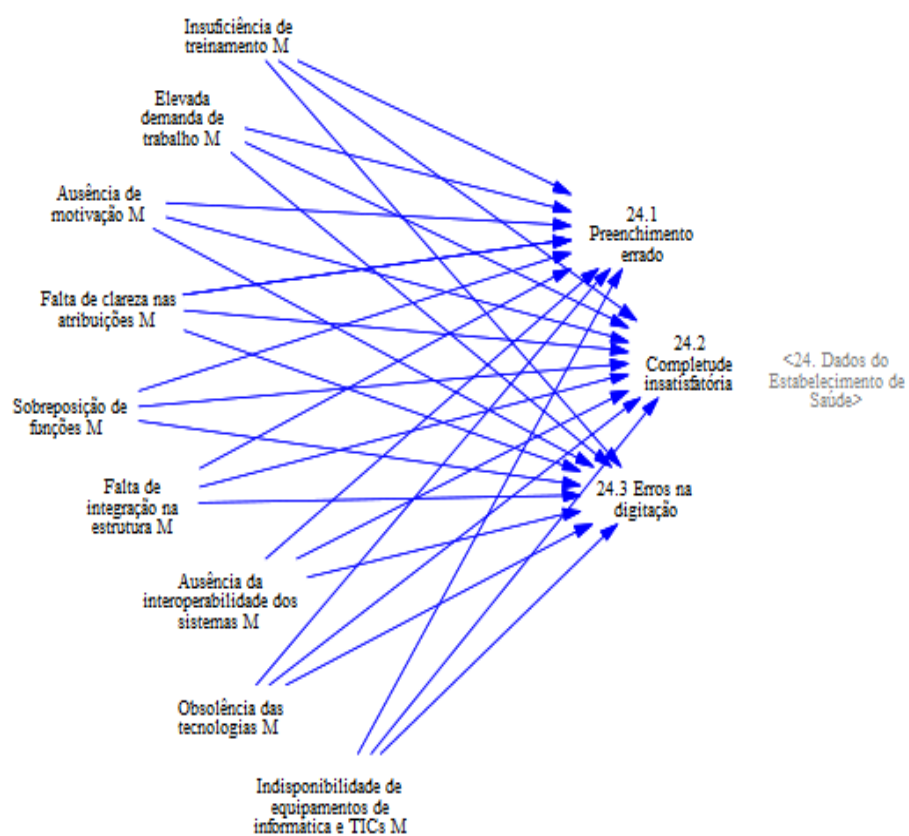 Insuficiência de
treinamento M
Elevada
demanda de
trabalho M
Ausência de
motivação M
Falta de clareza nas
atribuições M
Sobreposição de
funções M
Falta de
integração na
estrutura M
Ausência da
interoperabilidade dos
sistemas M
Obsolência das
tecnologias M
Indisponibilidade de
equipamentos de
informática e TICs M
24.1
Preenchimento
errado
24.2
Completude
insatisfatória
24.3 Erros na
digitação
<24. Dados do
Estabelecimento de
Saúde>